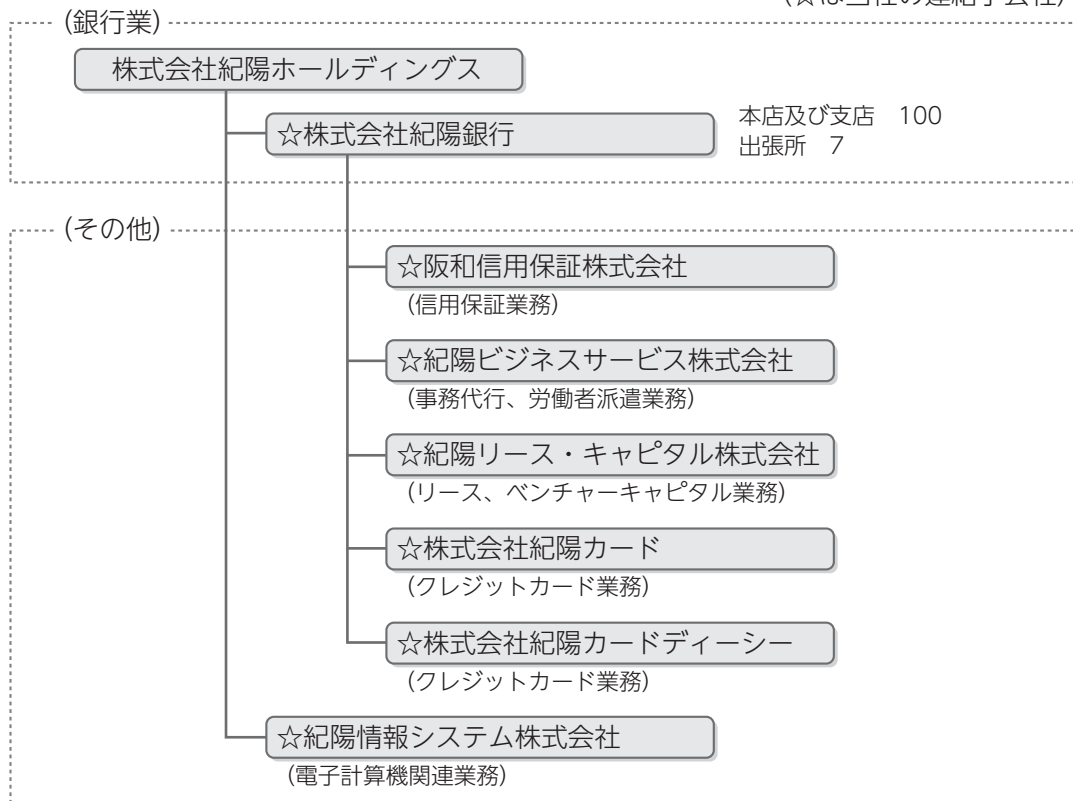 (☆は当社の連結子会社)
(銀行業)
株式会社紀陽ホールディングス
☆株式会社紀陽銀行
本店及び支店 100
出張所 7
(その他)
☆阪和信用保証株式会社
(信用保証業務)
☆紀陽ビジネスサービス株式会社
(事務代行、労働者派遣業務)
☆紀陽リース・キャピタル株式会社
(リース、ベンチャーキャピタル業務)
☆株式会社紀陽カード
(クレジットカード業務)
☆株式会社紀陽カードディーシー
(クレジットカード業務)
☆紀陽情報システム株式会社
(電子計算機関連業務)